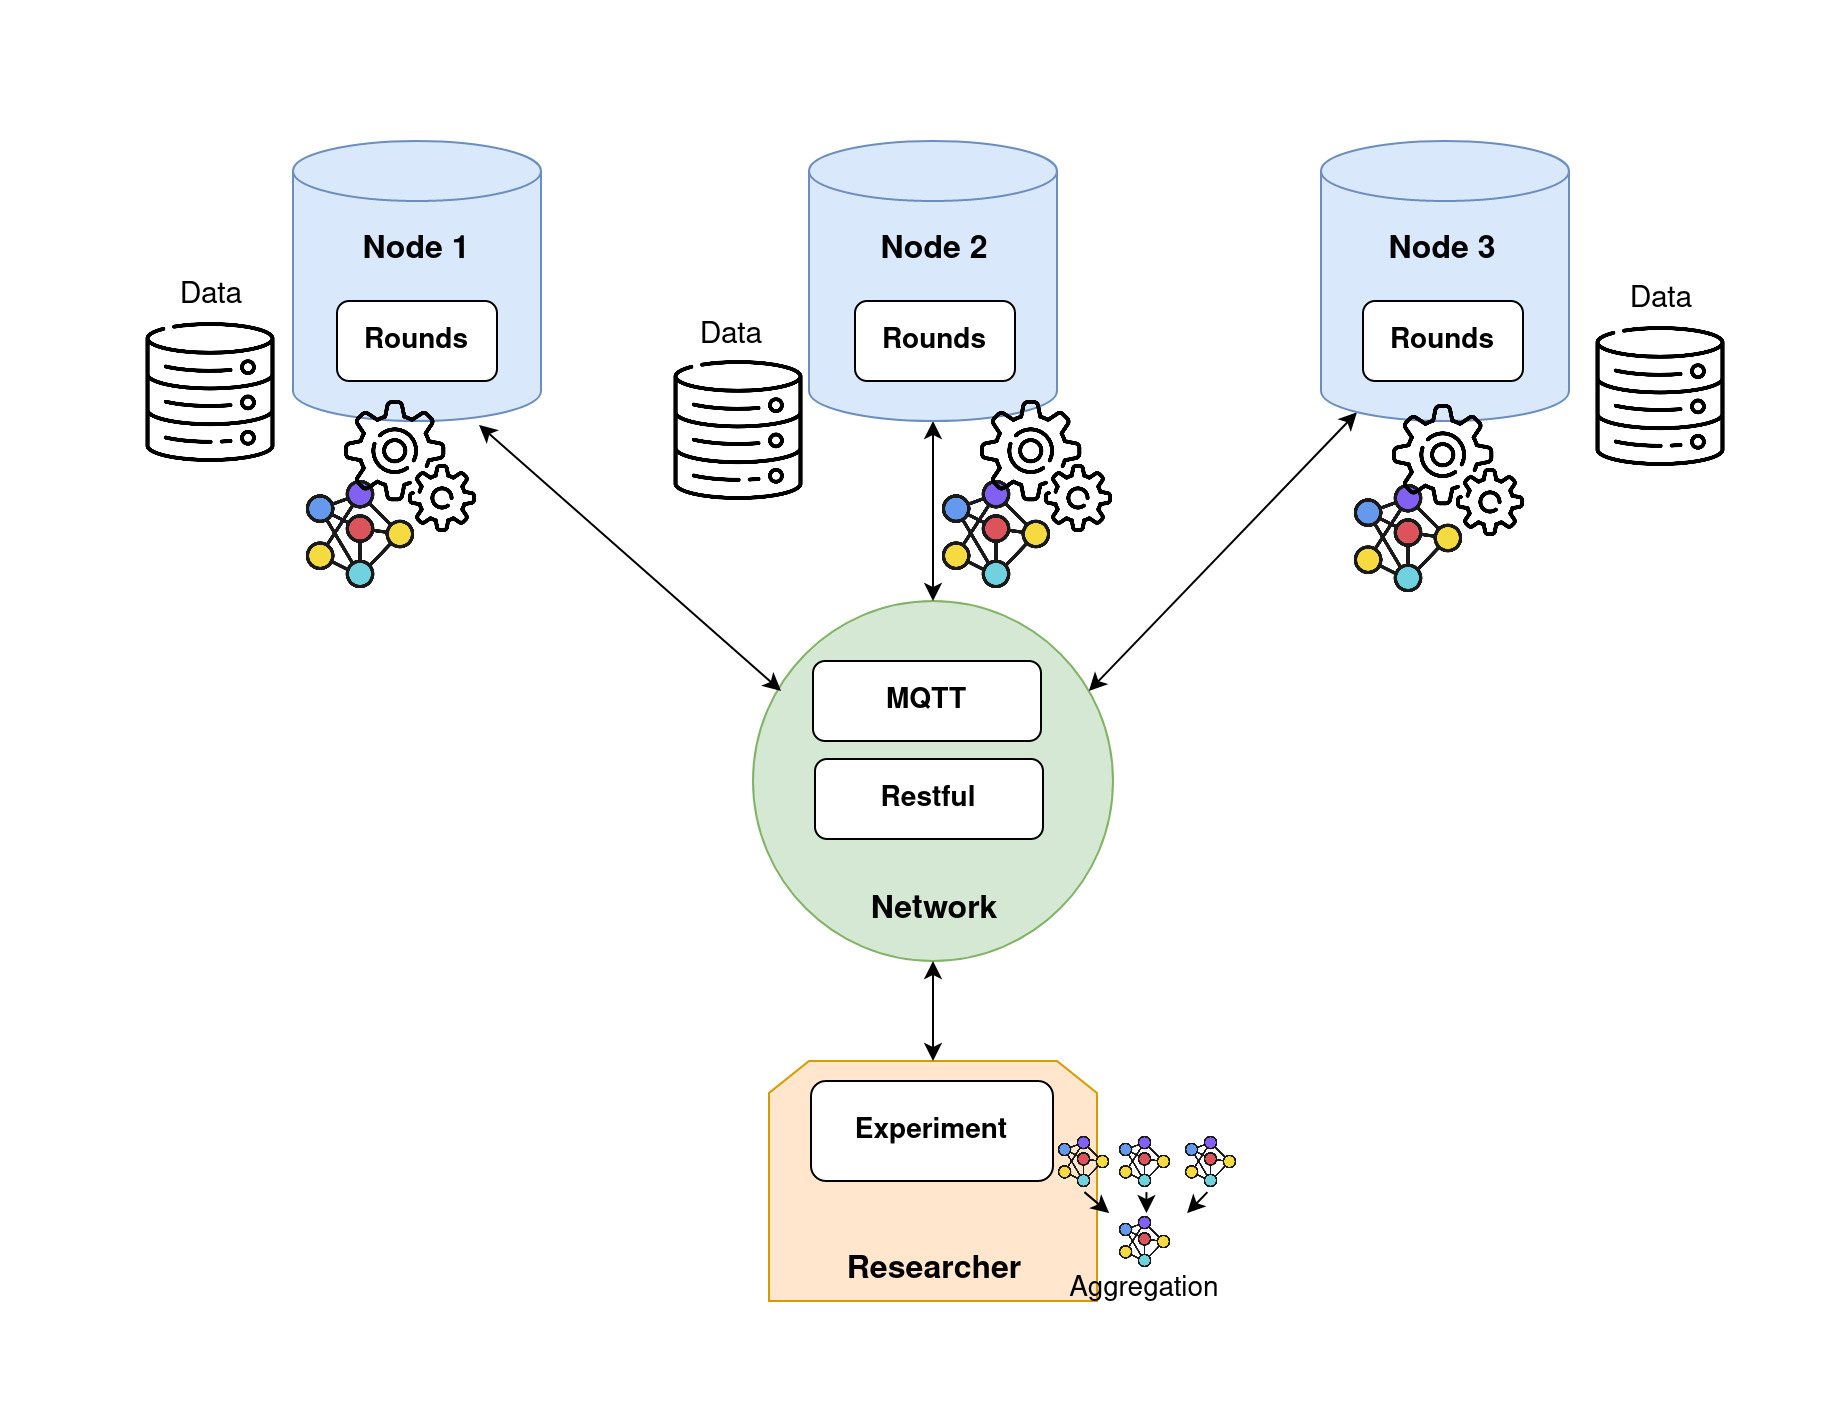 Node 1
Node 2
Node 3
Data
Data
Data
Rounds
Rounds
Rounds
MQTT
Restful
Network
Experiment
Researcher
Aggregation